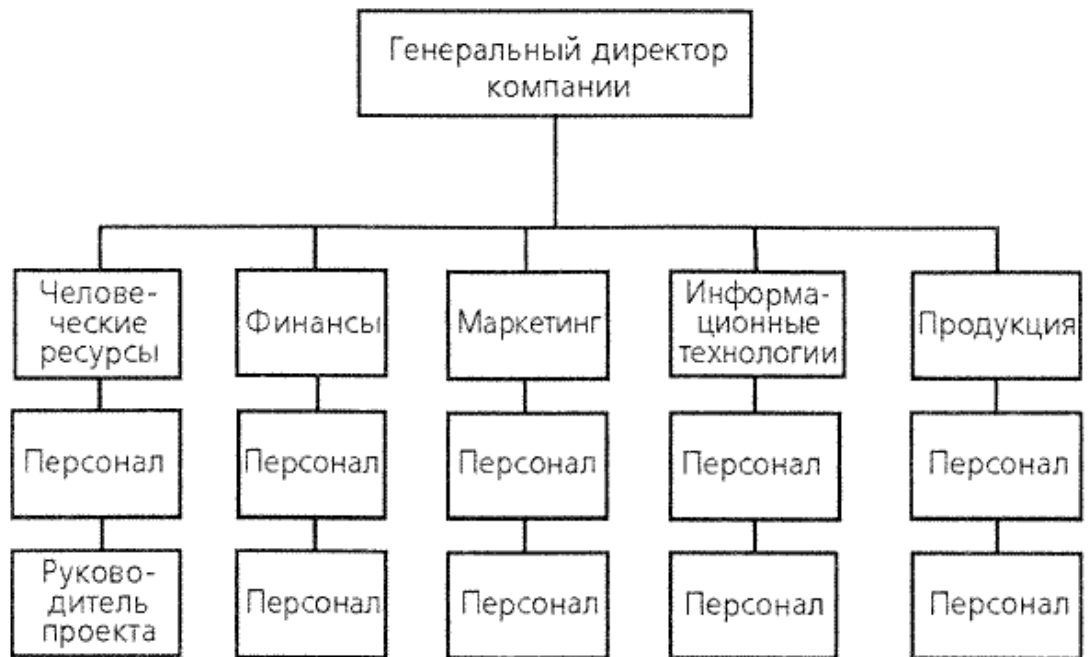 Генеральный директор
компании
Челове-
ческие
ресурсы
Финансы
Маркетинг
Информа-
ционные
технологии
Продукция
Персонал
Персонал
Персонал
Персонал
Персонал
Руково-
дитель
проекта
Персонал
Персонал
Персонал
Персонал